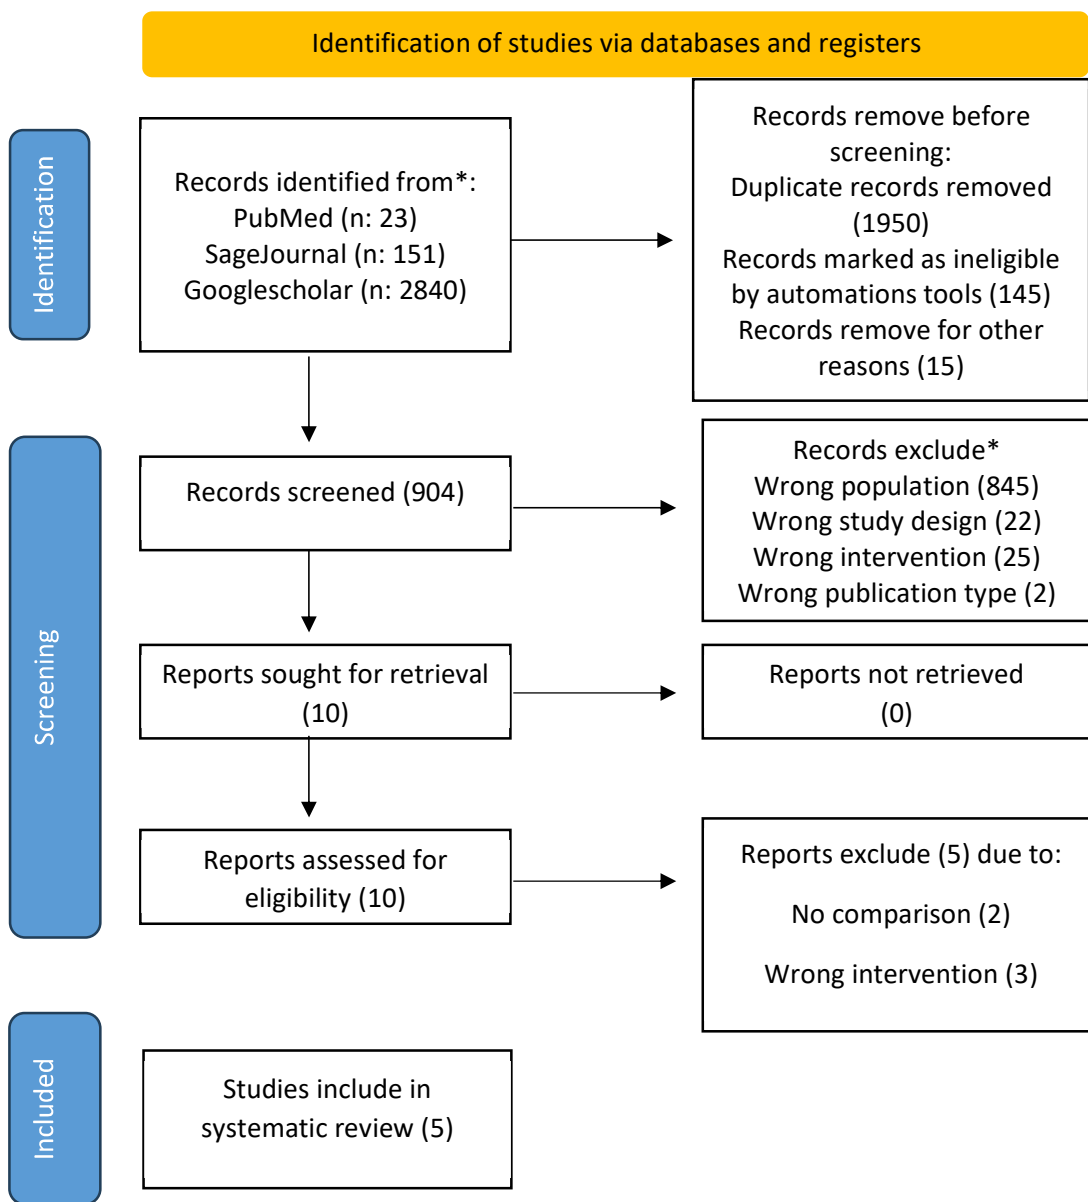 Identification of studies via databases and registers
Identification
Records identified from*:
PubMed (n: 23)
SageJournal (n: 151)
Googlescholar (n: 2840)
Records remove before
screening:
Duplicate records removed
(1950)
Records marked as ineligible
by automations tools (145)
Records remove for other
reasons (15)
Screening
Records screened (904)
Records exclude*
Wrong population (845)
Wrong study design (22)
Wrong intervention (25)
Wrong publication type (2)
Reports sought for retrieval
(10)
Reports not retrieved
(0)
Reports assessed for
eligibility (10)
Reports exclude (5) due to:
No comparison (2)
Wrong intervention (3)
Included
Studies include in
systematic review (5)